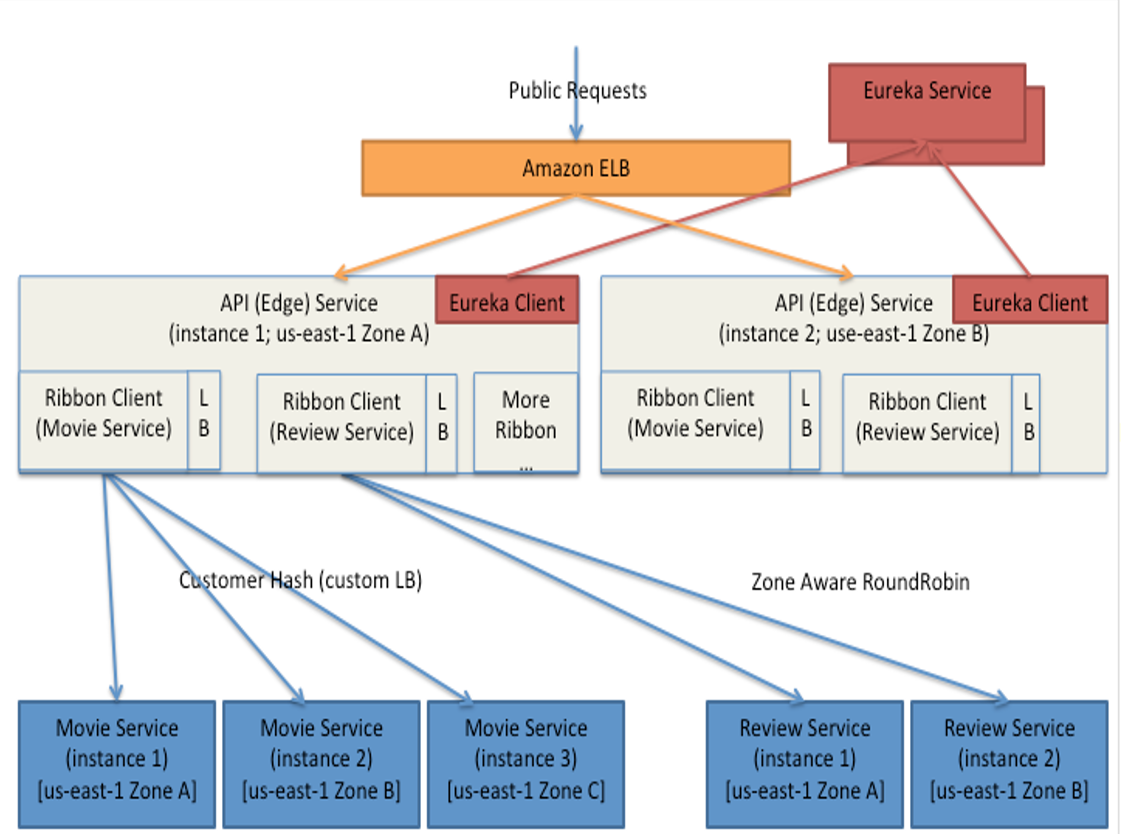 Public Requests
Eureka Service
Amazon ELB
API (Edge) Service
(instance 1; us-east-1 Zone A)
Eureka Client
API (Edge) Service
(instance 2; use-east-1 Zone B)
Eureka Client
Ribbon Client
(Movie Service)
L
B
Ribbon Client
(Review Service)
L
B
More
Ribbon
...
Ribbon Client
(Movie Service)
L
B
Ribbon Client
(Review Service)
L
B
Customer Hash (custom LB)
Zone Aware RoundRobin
Movie Service
(instance 1)
[us-east-1 Zone A]
Movie Service
(instance 2)
[us-east-1 Zone B]
Movie Service
(instance 3)
[us-east-1 Zone C]
Review Service
(instance 1)
[us-east-1 Zone A]
Review Service
(instance 2)
[us-east-1 Zone B]